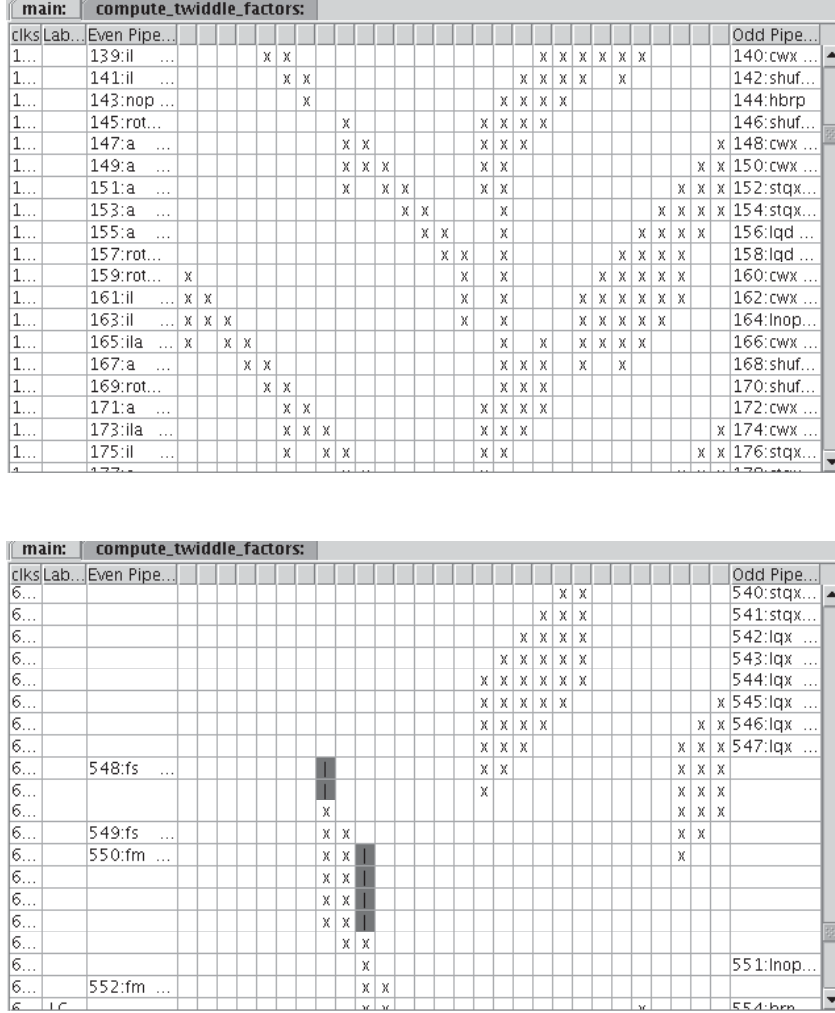 main: compute_twiddle_factors:
clks Lab... Even Pipe... Odd Pipe...
1... 139:il ... x x x x x x x x 140:cwx ...
1... 141:il ... x x x x x x x 142:shuf...
1... 143:nop ... x x x x x 144:hbrp
1... 145:rot... x x x x x 146:shuf...
1... 147:a ... x x x x x x 148:cwx ...
1... 149:a ... x x x x x x x 150:cwx ...
1... 151:a ... x x x x x x x x 152:stqx...
1... 153:a ... x x x x x x x 154:stqx...
1... 155:a ... x x x x x x x 156:lqd ...
1... 157:rot... x x x x x x x 158:lqd ...
1... 159:rot... x x x x x x x x 160:cwx ...
1... 161:il ... x x x x x x x x x x 162:cwx ...
1... 163:il ... x x x x x x x x x x 164:lnop...
1... 165:ila ... x x x x x x x x x 166:cwx ...
1... 167:a ... x x x x x x x 168:shuf...
1... 169:rot... x x x x x 170:shuf...
1... 171:a ... x x x x x x 172:cwx ...
1... 173:ila ... x x x x x x x 174:cwx ...
1... 175:il ... x x x x x x x 176:stqx...
main: compute_twiddle_factors:
clks Lab... Even Pipe... Odd Pipe...
6... x x 540:stqx...
6... x x x 541:stqx...
6... x x x x 542:lqx ...
6... x x x x x 543:lqx ...
6... x x x x x x 544:lqx ...
6... x x x x x x 545:lqx ...
6... x x x x x x 546:lqx ...
6... x x x x x x 547:lqx ...
6... 548:fs ... | x x x x x
6... | x x x x
6... x x x x
6... 549:fs ... x x x x
6... 550:fm ... x x | x
6... x x |
6... x x |
6... x x |
6... x x
6... x 551:lnop...
6... 552:fm ... x x